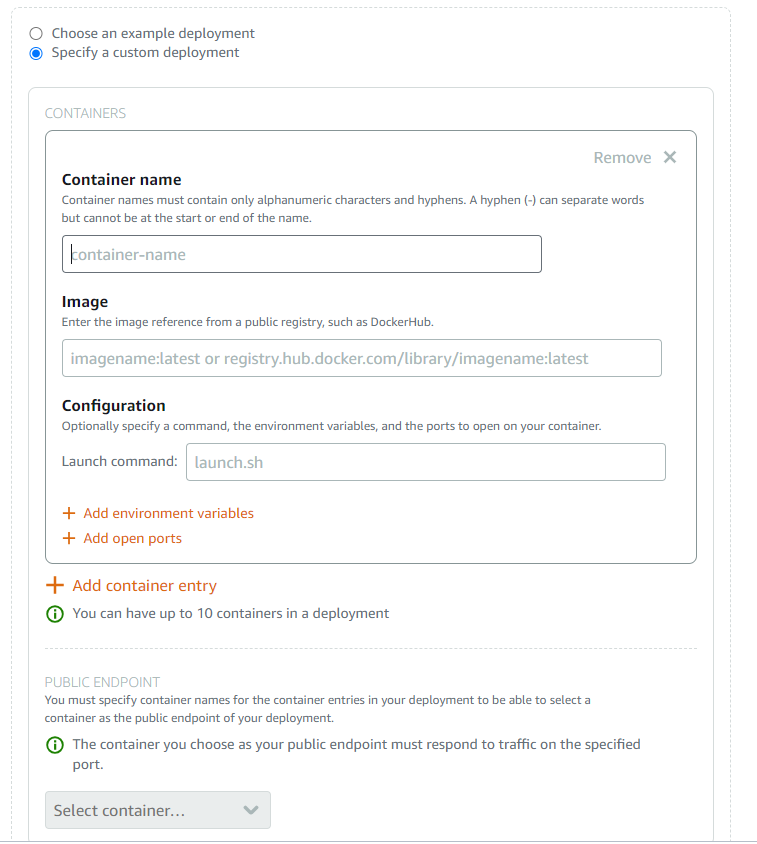 Choose an example deployment
Specify a custom deployment
CONTAINERS
Remove
Container name
Container names must contain only alphanumeric characters and hyphens. A hyphen (-) can separate words
but cannot be at the start or end of the name.
container-name
Image
Enter the image reference from a public registry, such as DockerHub.
imagename:latest or registry.hub.docker.com/library/imagename:latest
Configuration
Optionally specify a command, the environment variables, and the ports to open on your container.
Launch command: launch.sh
+ Add environment variables
+ Add open ports
+ Add container entry
You can have up to 10 containers in a deployment
PUBLIC ENDPOINT
You must specify container names for the container entries in your deployment to be able to select a
container as the public endpoint of your deployment.
The container you choose as your public endpoint must respond to traffic on the specified
port.
Select container...